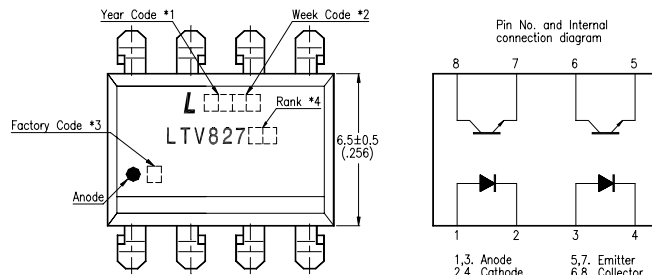 Year Code *1
Week Code *2
L
Rank *4
LTV827
Factory Code *3
Anode
6.5±0.5
(.256)
Pin No. and Internal
connection diagram
8 7 6 5
1 2 3 4
1,3. Anode
2,4. Cathode
5,7. Emitter
6,8. Collector